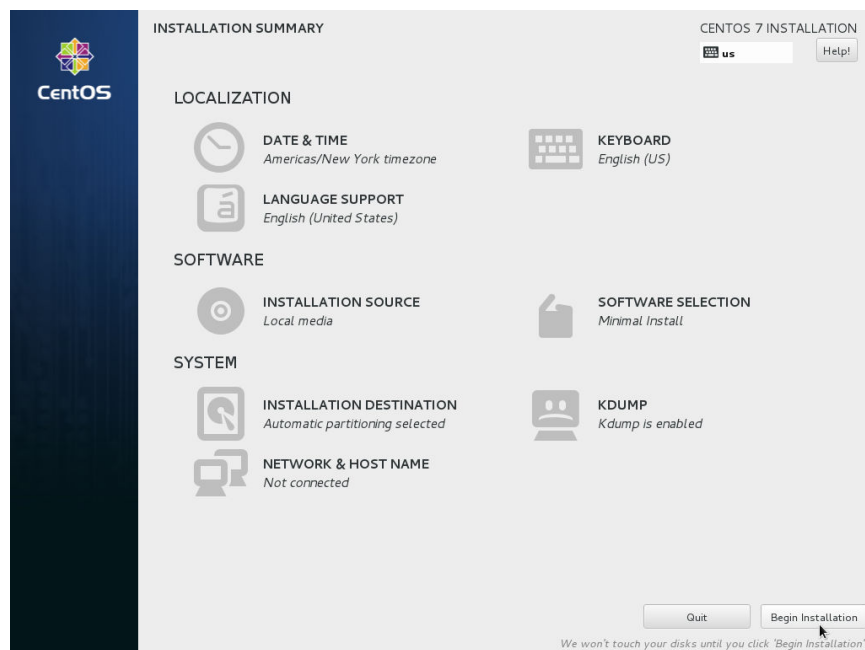 INSTALLATION SUMMARY
CENTOS 7 INSTALLATION
us
Help!
CentOS
LOCALIZATION
DATE & TIME
Americas/New York timezone
KEYBOARD
English (US)
LANGUAGE SUPPORT
English (United States)
SOFTWARE
INSTALLATION SOURCE
Local media
SOFTWARE SELECTION
Minimal Install
SYSTEM
INSTALLATION DESTINATION
Automatic partitioning selected
KDUMP
Kdump is enabled
NETWORK & HOST NAME
Not connected
Quit
Begin Installation
We won't touch your disks until you click 'Begin Installation'